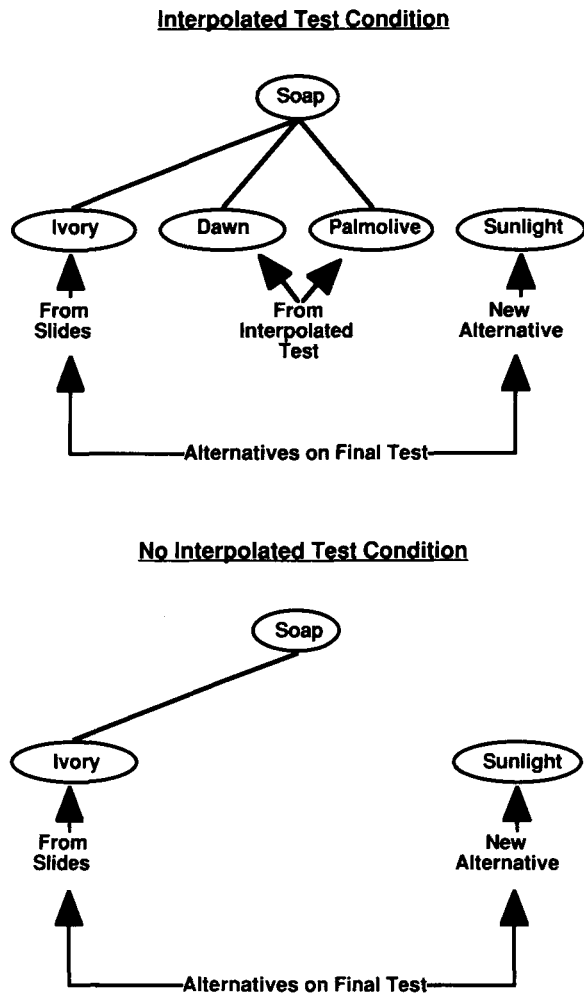 Interpolated Test Condition
Soap
Ivory
Dawn
Palmolive
Sunlight
From
Slides
From
Interpolated
Test
New
Alternative
Alternatives on Final Test
No Interpolated Test Condition
Soap
Ivory
Sunlight
From
Slides
New
Alternative
Alternatives on Final Test